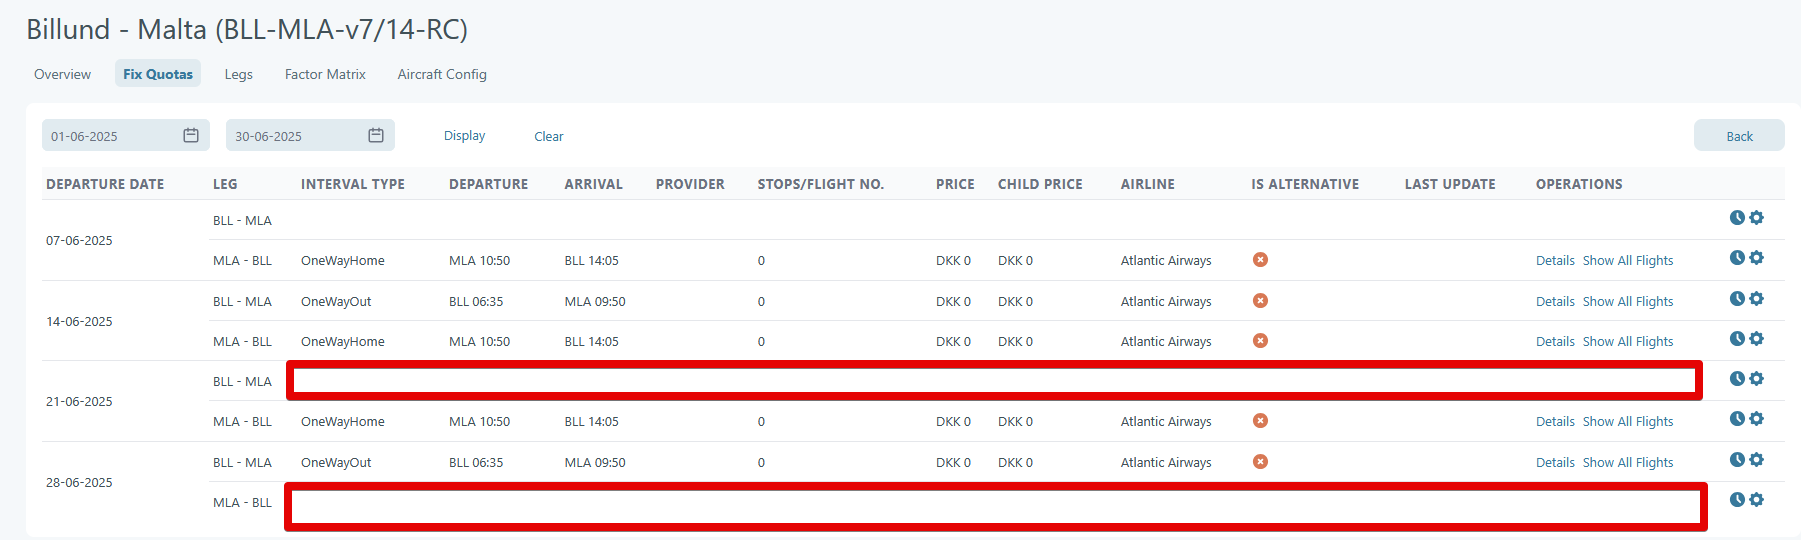 Billund - Malta (BLL-MLA-v7/14-RC)
Overview Fix Quotas Legs Factor Matrix Aircraft Config
01-06-2025 30-06-2025 Display Clear Back
DEPARTURE DATE LEG INTERVAL TYPE DEPARTURE ARRIVAL PROVIDER STOPS/FLIGHT NO. PRICE CHILD PRICE AIRLINE IS ALTERNATIVE LAST UPDATE OPERATIONS
07-06-2025
BLL - MLA
MLA - BLL OneWayHome MLA 10:50 BLL 14:05 0 DKK 0 DKK 0 Atlantic Airways Details Show All Flights
14-06-2025
BLL - MLA OneWayOut BLL 06:35 MLA 09:50 0 DKK 0 DKK 0 Atlantic Airways Details Show All Flights
MLA - BLL OneWayHome MLA 10:50 BLL 14:05 0 DKK 0 DKK 0 Atlantic Airways Details Show All Flights
21-06-2025
BLL - MLA
MLA - BLL OneWayHome MLA 10:50 BLL 14:05 0 DKK 0 DKK 0 Atlantic Airways Details Show All Flights
28-06-2025
BLL - MLA OneWayOut BLL 06:35 MLA 09:50 0 DKK 0 DKK 0 Atlantic Airways Details Show All Flights
MLA - BLL